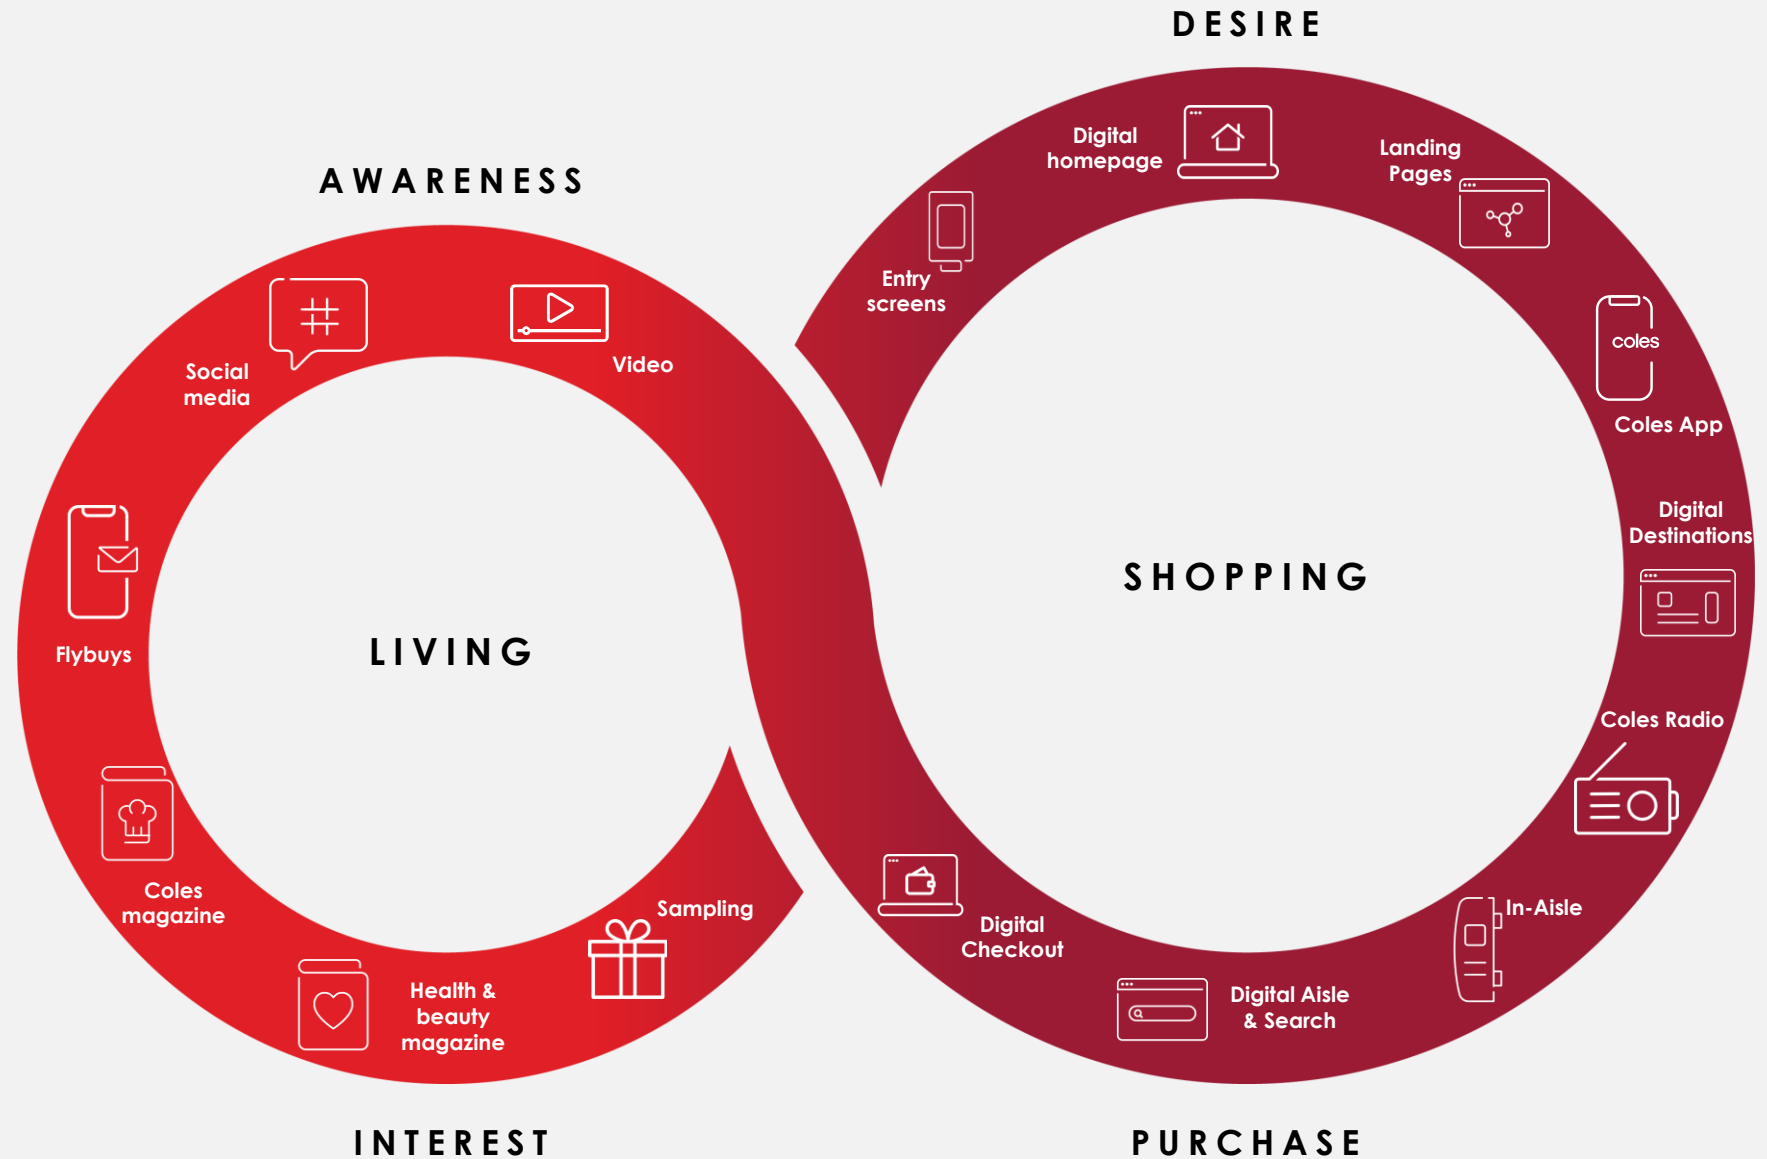 DESIRE
Digital
homepage
Landing
Pages
AWARENESS
Entry
screens
coles
Coles App
Social
media
Video
Digital
Destinations
SHOPPING
Flybuys
LIVING
Coles Radio
Coles
magazine
Sampling
In-Aisle
Digital
Checkout
Health &
beauty
magazine
Digital Aisle
& Search
INTEREST
PURCHASE